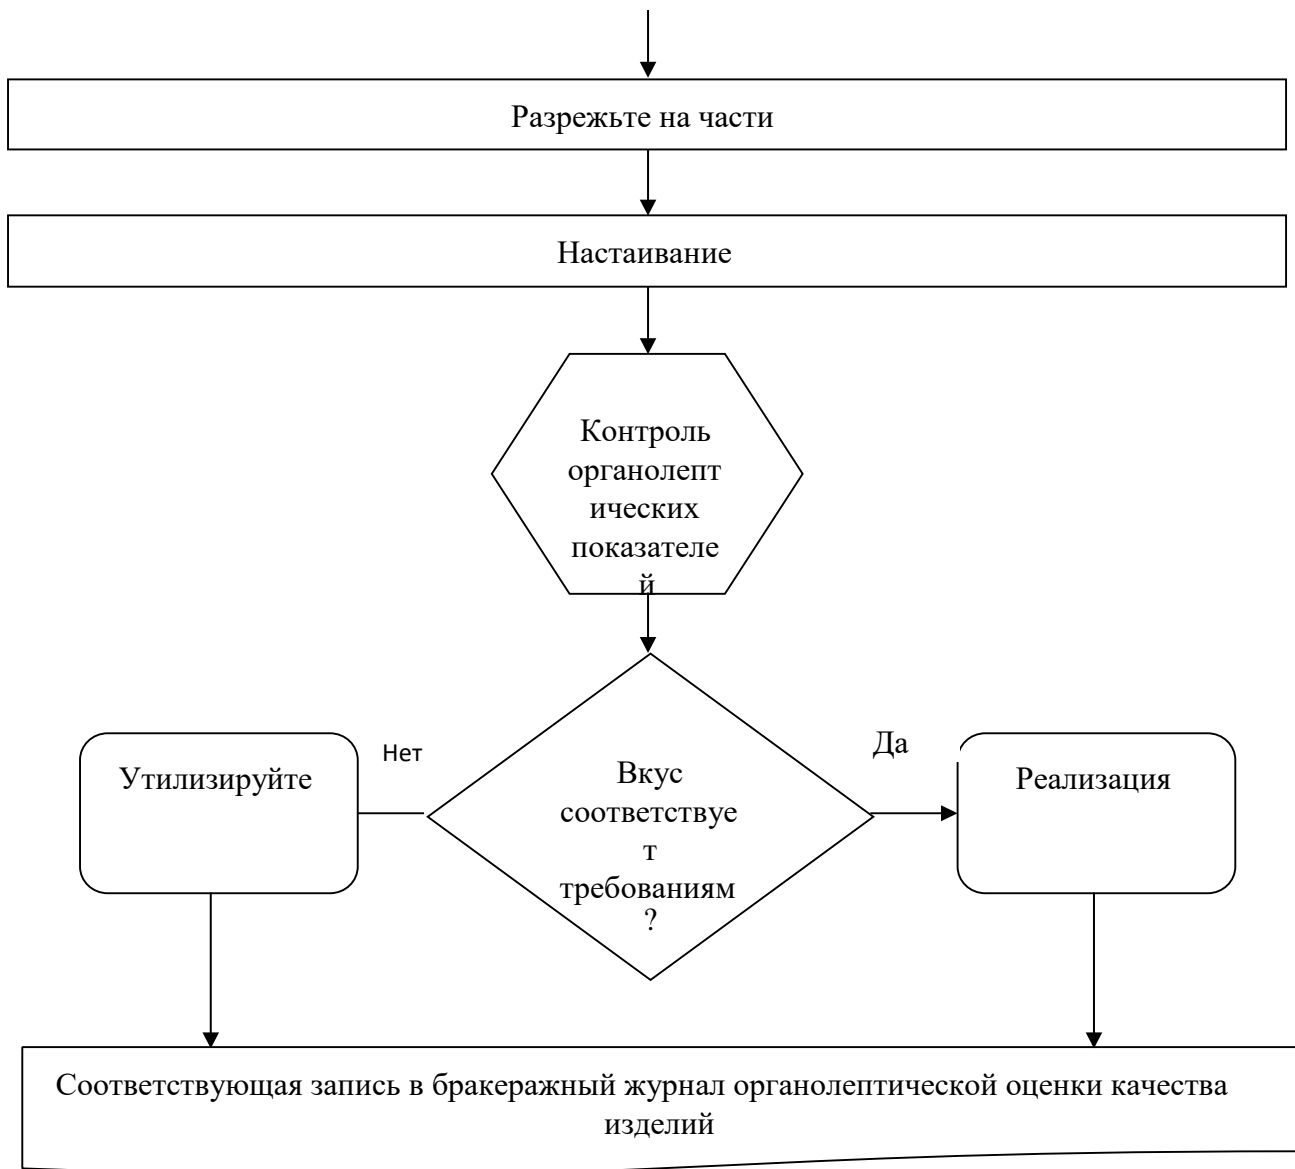 Разрежьте на части
Настаивание
Контроль
органолепт
ических
показателе
й
Нет
Да
Утилизируйте
Вкус
соответствуе
т
требованиям
?
Реализация
Соответствующая запись в бракеражный журнал органолептической оценки качества
изделий